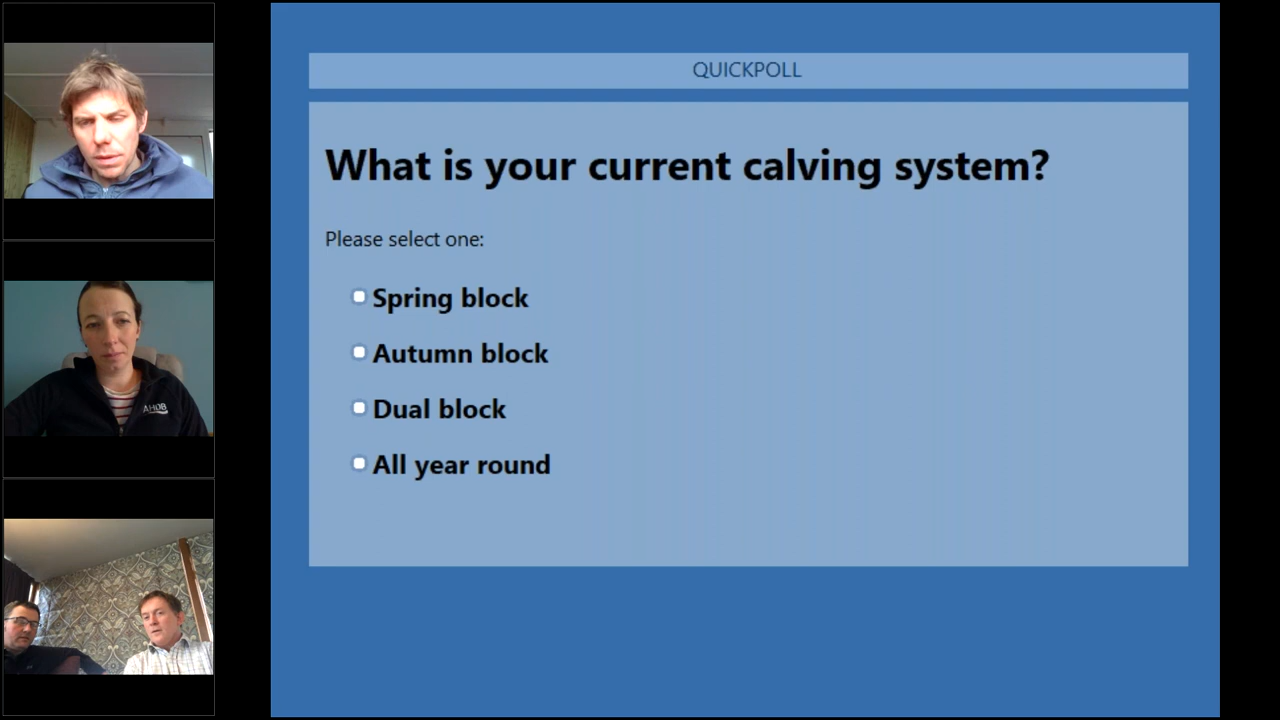 QUICKPOLL
What is your current calving system?
Please select one:
Spring block
Autumn block
Dual block
All year round
AHDB